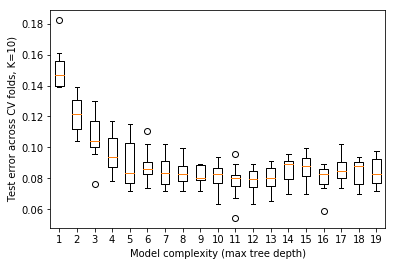 Test error across CV folds, K=10)
0.18
0.16
0.14
0.12
0.10
0.08
0.06
1 2 3 4 5 6 7 8 9 10 11 12 13 14 15 16 17 18 19
Model complexity (max tree depth)